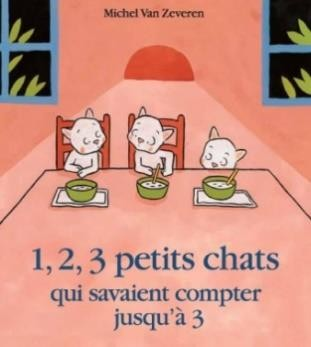 Michel Van Zeveren
1, 2, 3 petits chats
qui savaient compter
jusqu'à 3